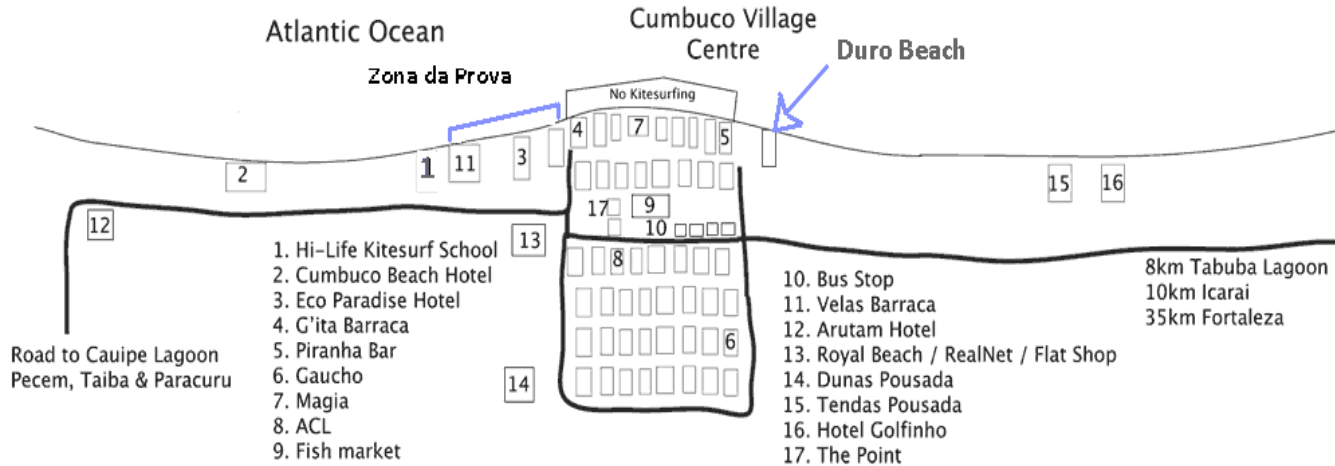 Atlantic Ocean
Cumbuco Village
Centre
Duro Beach
Zona da Prova
No Kitesurfing
4
7
5
1
11
3
2
15
16
17
9
12
10
13
8
6
14
1. Hi-Life Kitesurf School
2. Cumbuco Beach Hotel
3. Eco Paradise Hotel
4. G'ita Barraca
5. Piranha Bar
6. Gaucho
7. Magia
8. ACL
9. Fish market
10. Bus Stop
11. Velas Barraca
12. Arutam Hotel
13. Royal Beach / RealNet / Flat Shop
14. Dunas Pousada
15. Tendas Pousada
16. Hotel Golfinho
17. The Point
8km Tabuba Lagoon
10km Icarai
35km Fortaleza
Road to Cauipe Lagoon
Pecem, Taiba & Paracuru